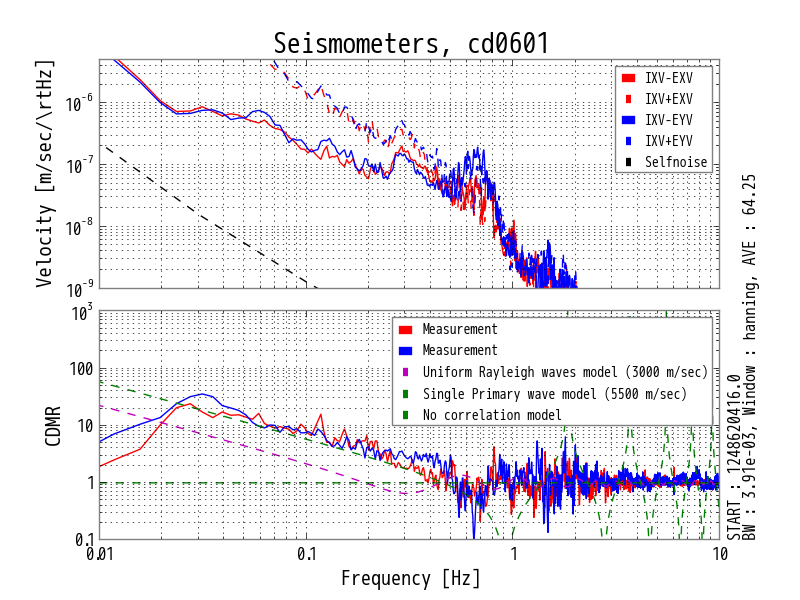 Seismometers, cd0601
Velocity [m/sec/\rtHz]
10-6
10-7
10-8
10-9
IXV-EXV
IXV+EXV
IXV-EYV
IXV+EYV
Selfnoise
CDMR
103
100
10
1
0.1
Measurement
Measurement
Uniform Rayleigh waves model (3000 m/sec)
Single Primary wave model (5500 m/sec)
No correlation model
0.01
0.1
1
10
Frequency [Hz]
START : 1248620416.0
BW : 3.91e-03, Window : hanning, AVE : 64.25